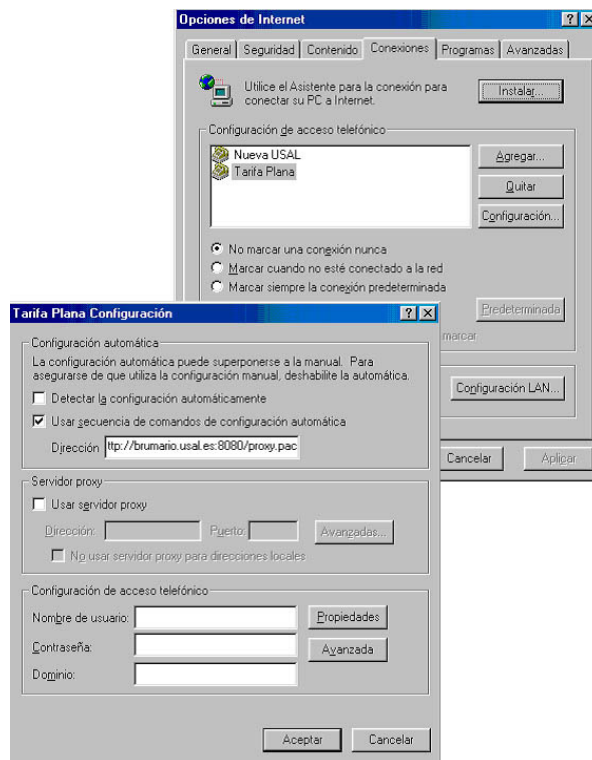 Opciones de Internet
General Seguridad Contenido Conexiones Programas Avanzadas
Utilice el Asistente para la conexión para
conectar su PC a Internet.
Instalar...
Configuración de acceso telefónico
Nueva USAL
Tarifa Plana
Agregar...
Quitar
Configuración...
No marcar una conexión nunca
Marcar cuando no esté conectado a la red
Marcar siempre la conexión predeterminada
Predeterminada
marcar
Configuración LAN...
Cancelar
Aplicar
Tarifa Plana Configuración
Configuración automática
La configuración automática puede superponerse a la manual. Para
asegurarse de que utiliza la configuración manual, deshabilite la automática.
Detectar la configuración automáticamente
Usar secuencia de comandos de configuración automática
Dirección ttp://brumario.usal.es:8080/proxy.pac
Servidor proxy
Usar servidor proxy
Dirección: Puerto: Avanzadas...
No usar servidor proxy para direcciones locales
Configuración de acceso telefónico
Nombre de usuario: Propiedades
Contraseña: Avanzada
Dominio:
Aceptar Cancelar